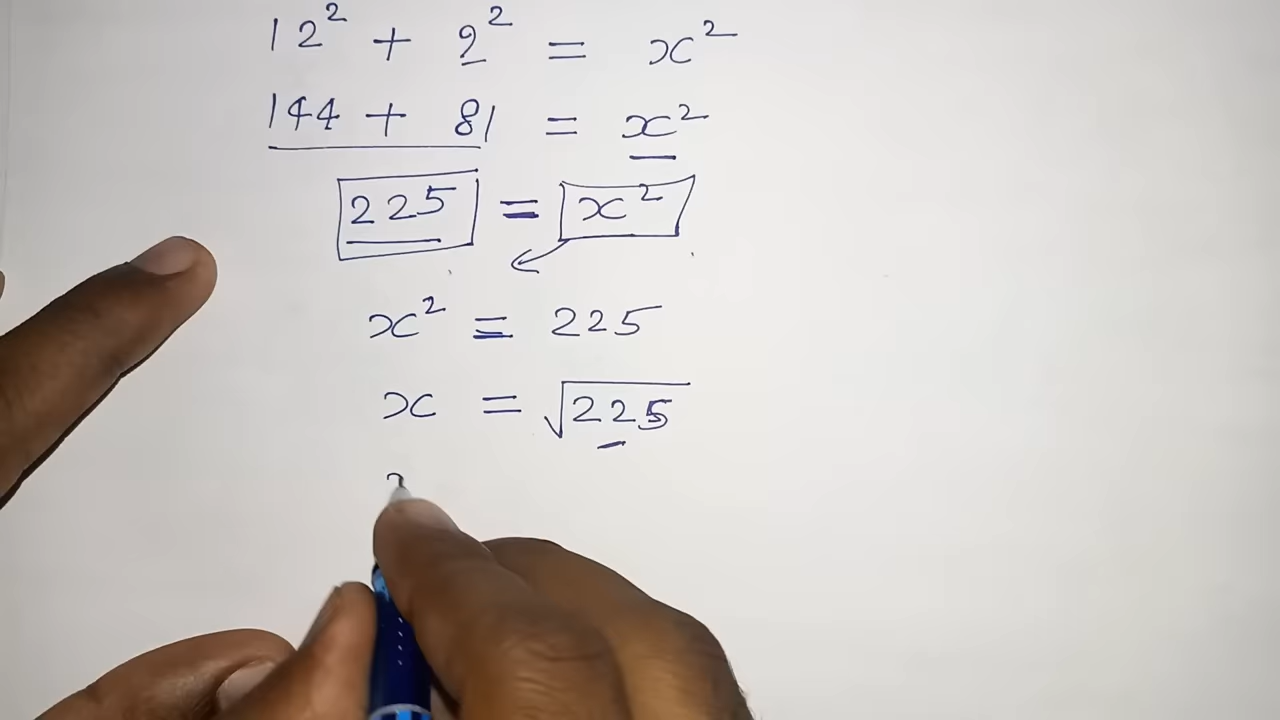 12² + 9² = x²
144 + 81 = x²
225 = x²
x² = 225
x = √225